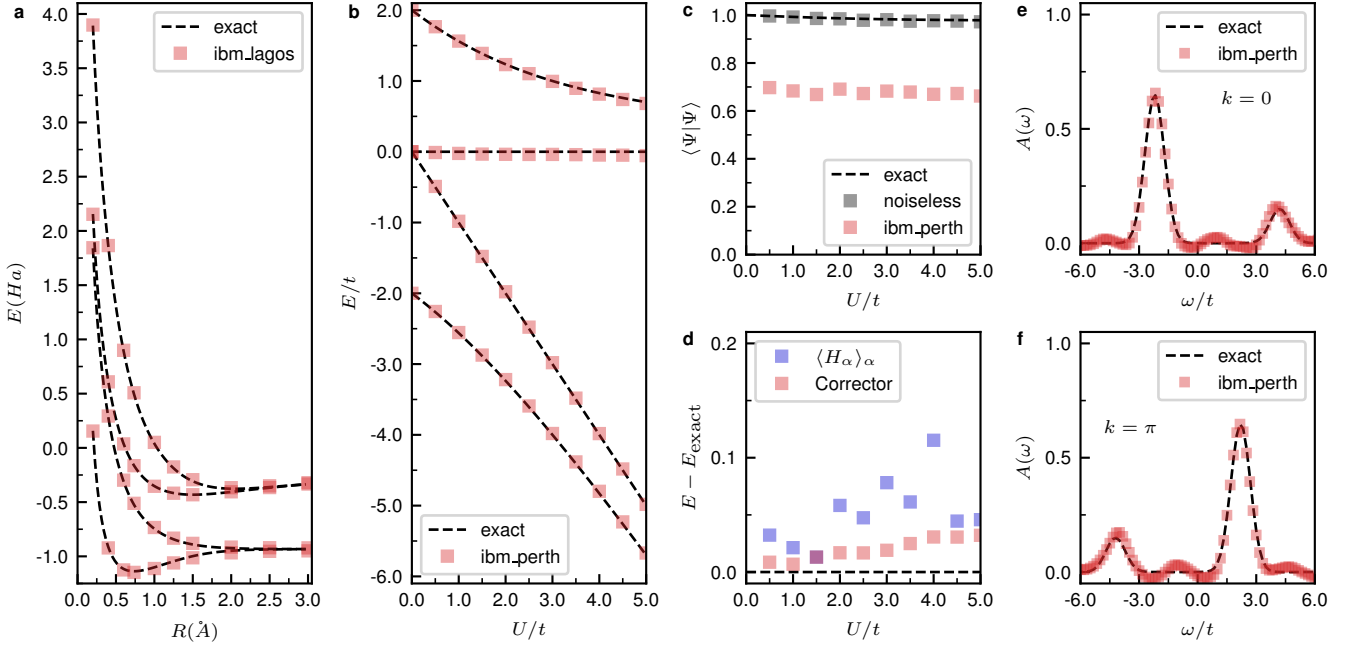 a
4.0
3.5
3.0
2.5
2.0
1.5
1.0
0.5
0.0
-0.5
-1.0
E(Ha)
0.0 0.5 1.0 1.5 2.0 2.5 3.0
R(Å)
exact
ibm_lagos
b
2.0
1.0
0.0
-1.0
-2.0
-3.0
-4.0
-5.0
-6.0
E/t
0.0 1.0 2.0 3.0 4.0 5.0
U/t
exact
ibm_perth
c
1.0
0.8
0.6
0.4
0.2
0.0
⟨Ψ|Ψ⟩
0.0 1.0 2.0 3.0 4.0 5.0
U/t
exact
noiseless
ibm_perth
d
0.2
0.1
0.0
E − E_exact
0.0 1.0 2.0 3.0 4.0 5.0
U/t
⟨H_α⟩_α
Corrector
e
1.0
0.5
0.0
A(ω)
-6.0 -3.0 0.0 3.0 6.0
ω/t
exact
ibm_perth
k = 0
f
1.0
0.5
0.0
A(ω)
-6.0 -3.0 0.0 3.0 6.0
ω/t
exact
ibm_perth
k = π